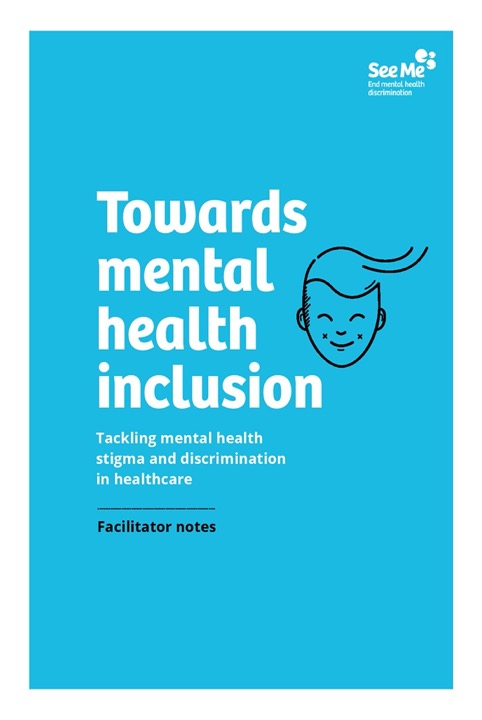 See Me
End mental health
discrimination
Towards
mental
health
inclusion
Tackling mental health
stigma and discrimination
in healthcare
Facilitator notes